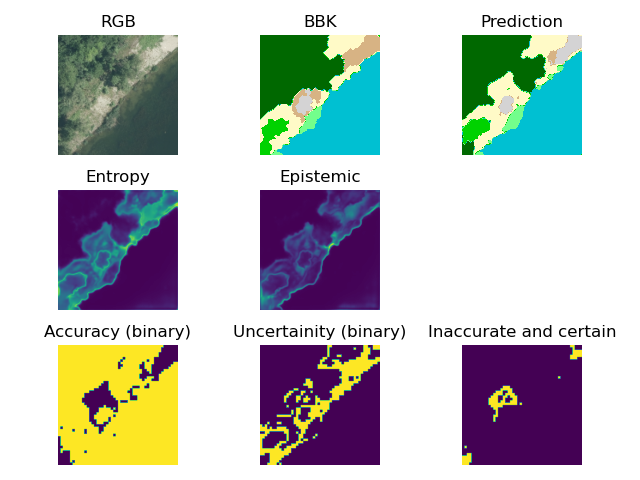 RGB
BBK
Prediction
Entropy
Epistemic
Accuracy (binary)
Uncertainity (binary)
Inaccurate and certain